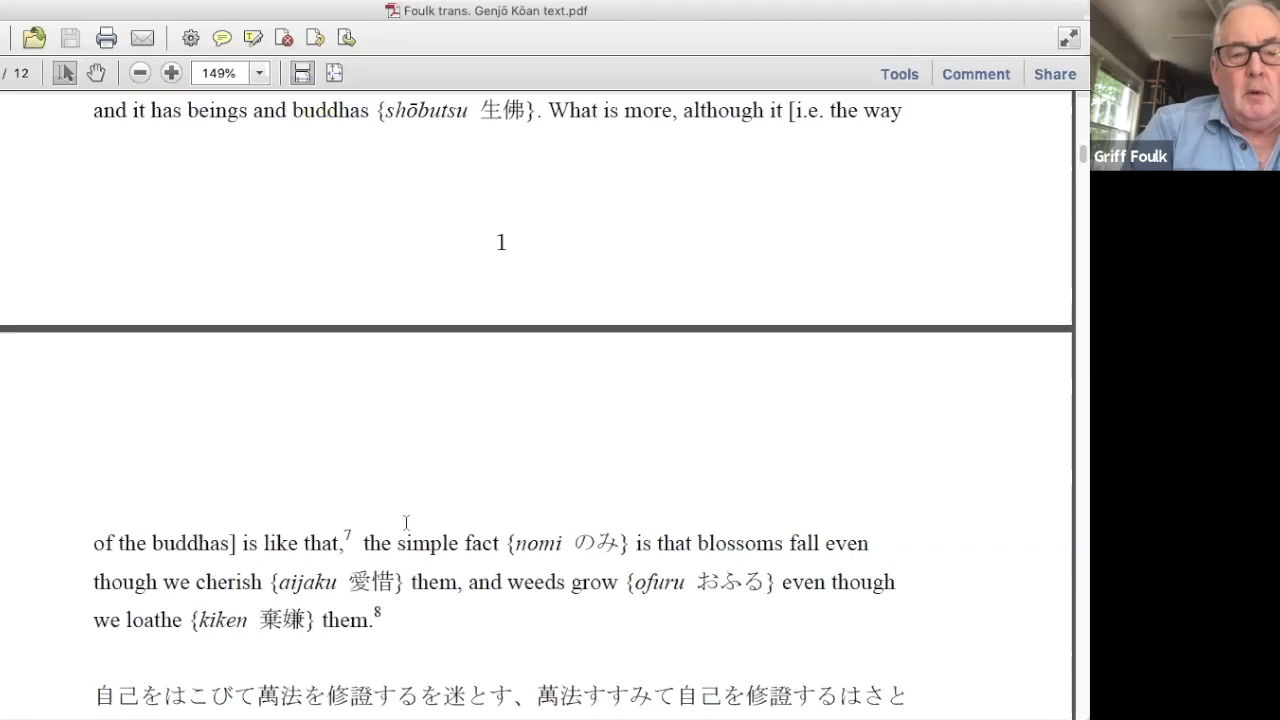 Foulk trans. Genjō Kōan text.pdf
/ 12
149%
Tools
Comment
Share
Griff Foulk
and it has beings and buddhas {shōbutsu 生佛}. What is more, although it [i.e. the way
1
of the buddhas] is like that,7 the simple fact {nomi のみ} is that blossoms fall even
though we cherish {aijaku 愛惜} them, and weeds grow {ofuru おふる} even though
we loathe {kiken 棄嫌} them.8
自己をはこびて萬法を修證するを迷とす、萬法すすみて自己を修證するはさと